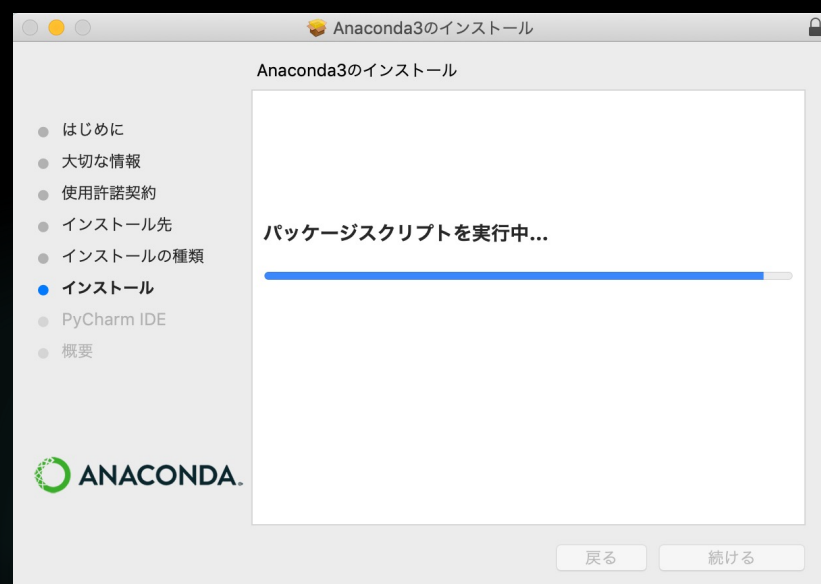 Anaconda3のインストール
Anaconda3のインストール
はじめに
大切な情報
使用許諾契約
インストール先
インストールの種類
インストール
PyCharm IDE
概要
パッケージスクリプトを実行中...
ANACONDA.
戻る
続ける